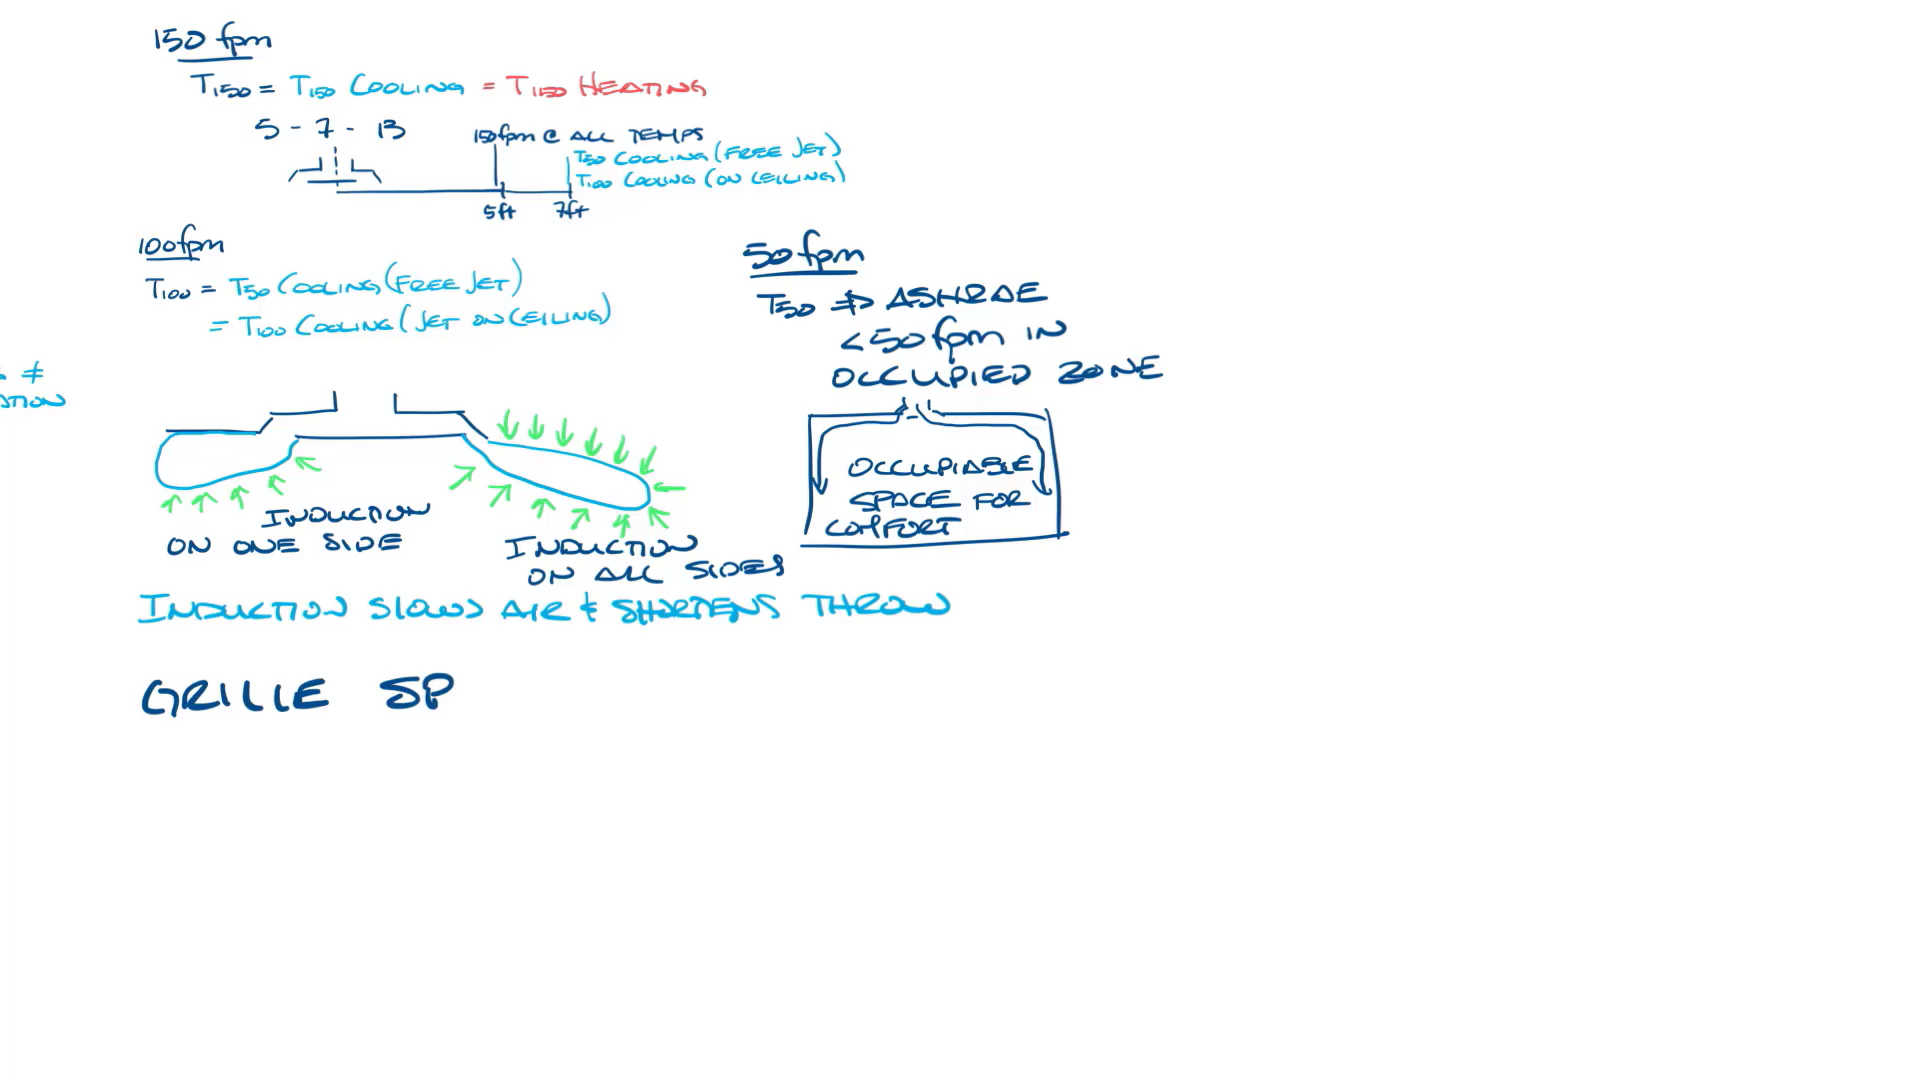 150 fpm
T150 = T150 COOLING = T150 HEATING
5 - 7 - 13
150fpm @ ALL TEMPS
T50 COOLING (FREE JET)
T100 COOLING (ON CEILING)
5ft 7ft
100fpm
T100 = T50 COOLING (FREE JET)
= T100 COOLING (JET ON CEILING)
≠
50 fpm
T50 ⇒ ASHRAE
<50 fpm IN
OCCUPIED ZONE
OCCUPIABLE
SPACE FOR
COMFORT
INDUCTION
ON ONE SIDE
INDUCTION
ON ALL SIDES
INDUCTION SLOWS AIR & SHORTENS THROW
GRILLE SP